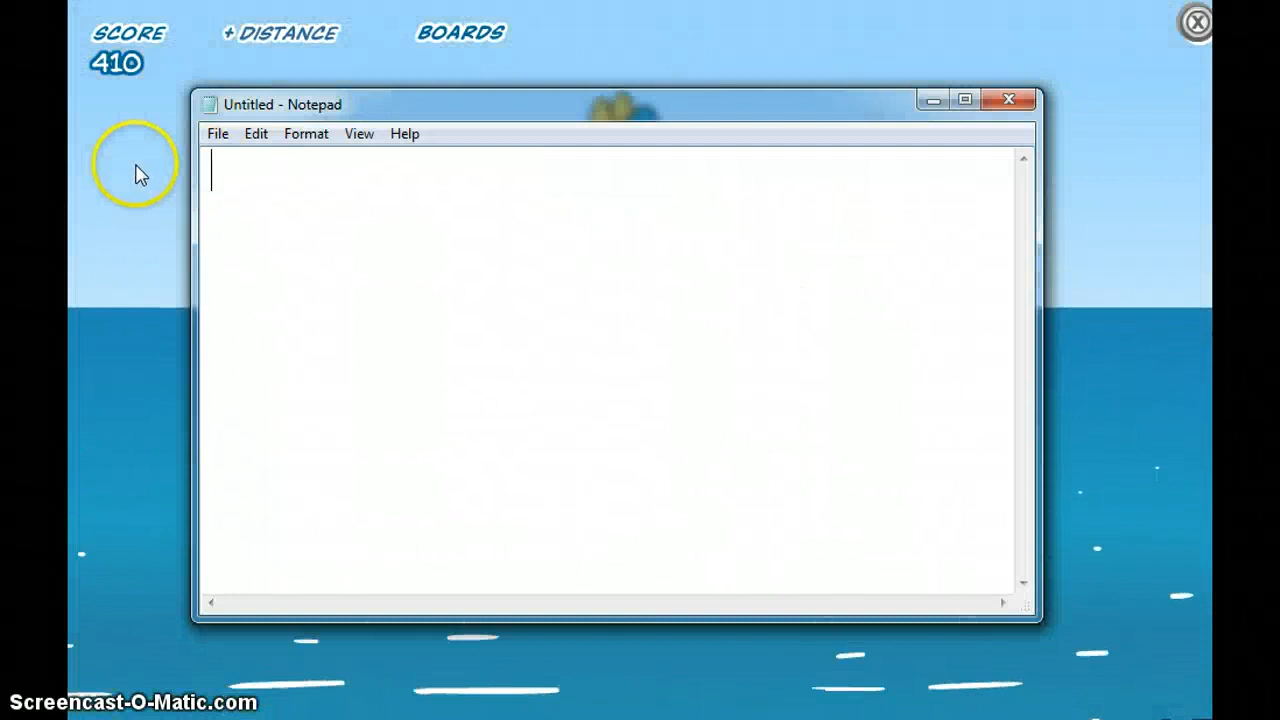 SCORE + DISTANCE BOARDS
410
Untitled - Notepad
File Edit Format View Help
Screencast-O-Matic.com